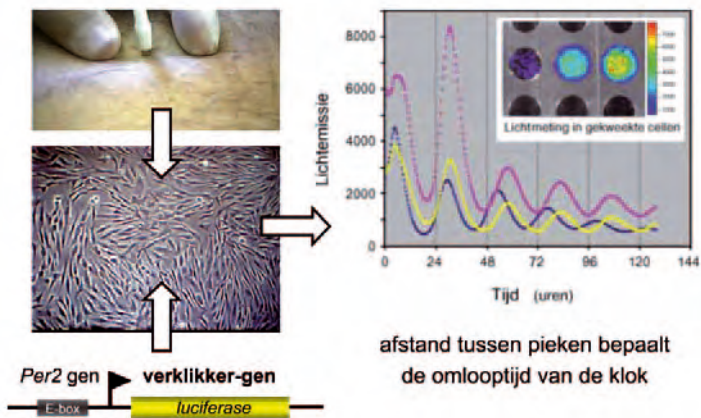 Per2 gen
verklikker-gen
E-box
luciferase
Lichtemissie
8000
6000
4000
2000
0
0 24 48 72 96 120 144
Tijd (uren)
Lichtmeting in gekweekte cellen
afstand tussen pieken bepaalt
de omlooptijd van de klok